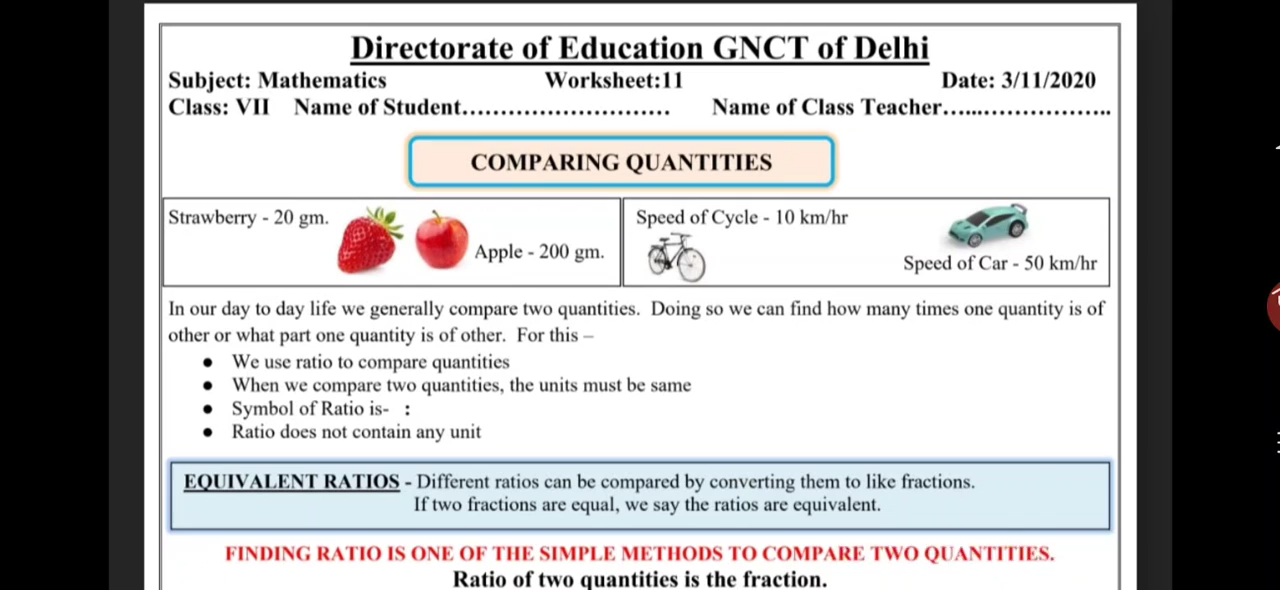 Directorate of Education GNCT of Delhi
Subject: Mathematics Worksheet:11 Date: 3/11/2020
Class: VII Name of Student........................... Name of Class Teacher......................
COMPARING QUANTITIES
Strawberry - 20 gm.
Apple - 200 gm.
Speed of Cycle - 10 km/hr
Speed of Car - 50 km/hr
In our day to day life we generally compare two quantities. Doing so we can find how many times one quantity is of
other or what part one quantity is of other. For this –
● We use ratio to compare quantities
● When we compare two quantities, the units must be same
● Symbol of Ratio is- :
● Ratio does not contain any unit
EQUIVALENT RATIOS - Different ratios can be compared by converting them to like fractions.
If two fractions are equal, we say the ratios are equivalent.
FINDING RATIO IS ONE OF THE SIMPLE METHODS TO COMPARE TWO QUANTITIES.
Ratio of two quantities is the fraction.